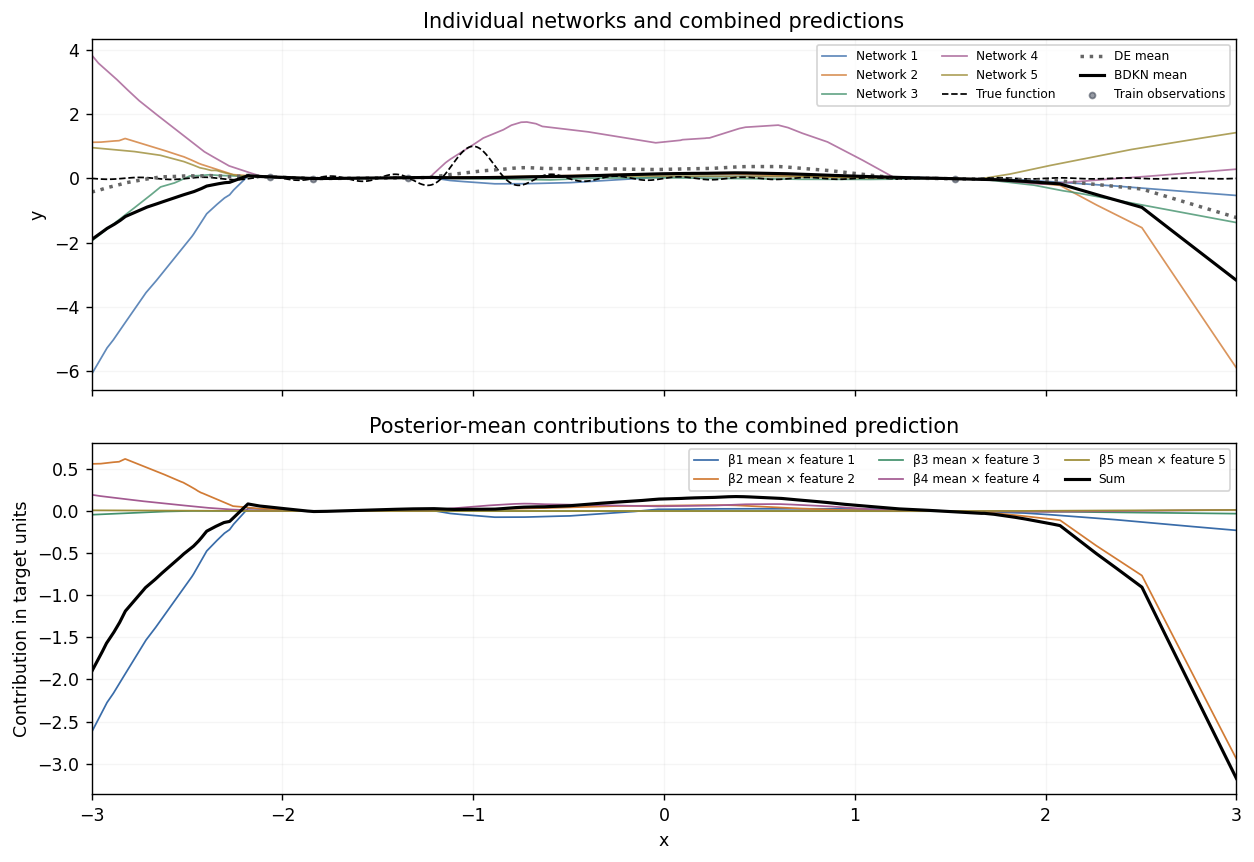 Individual networks and combined predictions
4
2
0
−2
−4
−6
y
Network 1
Network 2
Network 3
Network 4
Network 5
True function
DE mean
BDKN mean
Train observations
Posterior-mean contributions to the combined prediction
0.5
0.0
−0.5
−1.0
−1.5
−2.0
−2.5
−3.0
Contribution in target units
β1 mean × feature 1
β2 mean × feature 2
β3 mean × feature 3
β4 mean × feature 4
β5 mean × feature 5
Sum
−3
−2
−1
0
1
2
3
x